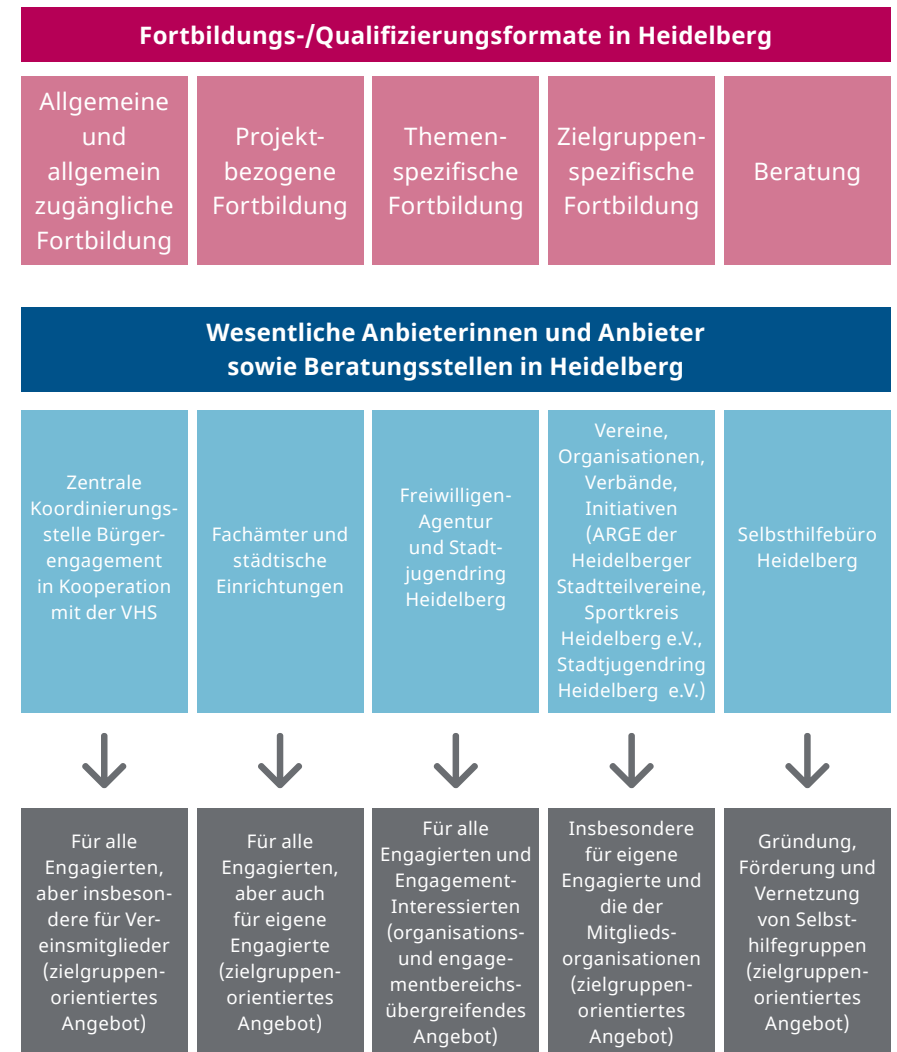 Fortbildungs-/Qualifizierungsformate in Heidelberg
Allgemeine
und
allgemein
zugängliche
Fortbildung
Projekt-
bezogene
Fortbildung
Themen-
spezifische
Fortbildung
Zielgruppen-
spezifische
Fortbildung
Beratung
Wesentliche Anbieterinnen und Anbieter
sowie Beratungsstellen in Heidelberg
Zentrale
Koordinierungs-
stelle Bürger-
engagement
in Kooperation
mit der VHS
Fachämter und
städtische
Einrichtungen
Freiwilligen-
Agentur
und Stadt-
jugendring
Heidelberg
Vereine,
Organisationen,
Verbände,
Initiativen
(ARGE der
Heidelberger
Stadtteilvereine,
Sportkreis
Heidelberg e.V.,
Stadtjugendring
Heidelberg e.V.)
Selbsthilfebüro
Heidelberg
Für alle
Engagierten,
aber insbeson-
dere für Ver-
einsmitglieder
(zielgruppen-
orientiertes
Angebot)
Für alle
Engagierten,
aber auch
für eigene
Engagierte
(zielgruppen-
orientiertes
Angebot)
Für alle
Engagierten und
Engagement-
Interessierten
(organisations-
und engage-
mentbereichs-
übergreifendes
Angebot)
Insbesondere
für eigene
Engagierte und
die der
Mitglieds-
organisationen
(zielgruppen-
orientiertes
Angebot)
Gründung,
Förderung und
Vernetzung
von Selbst-
hilfegruppen
(zielgruppen-
orientiertes
Angebot)